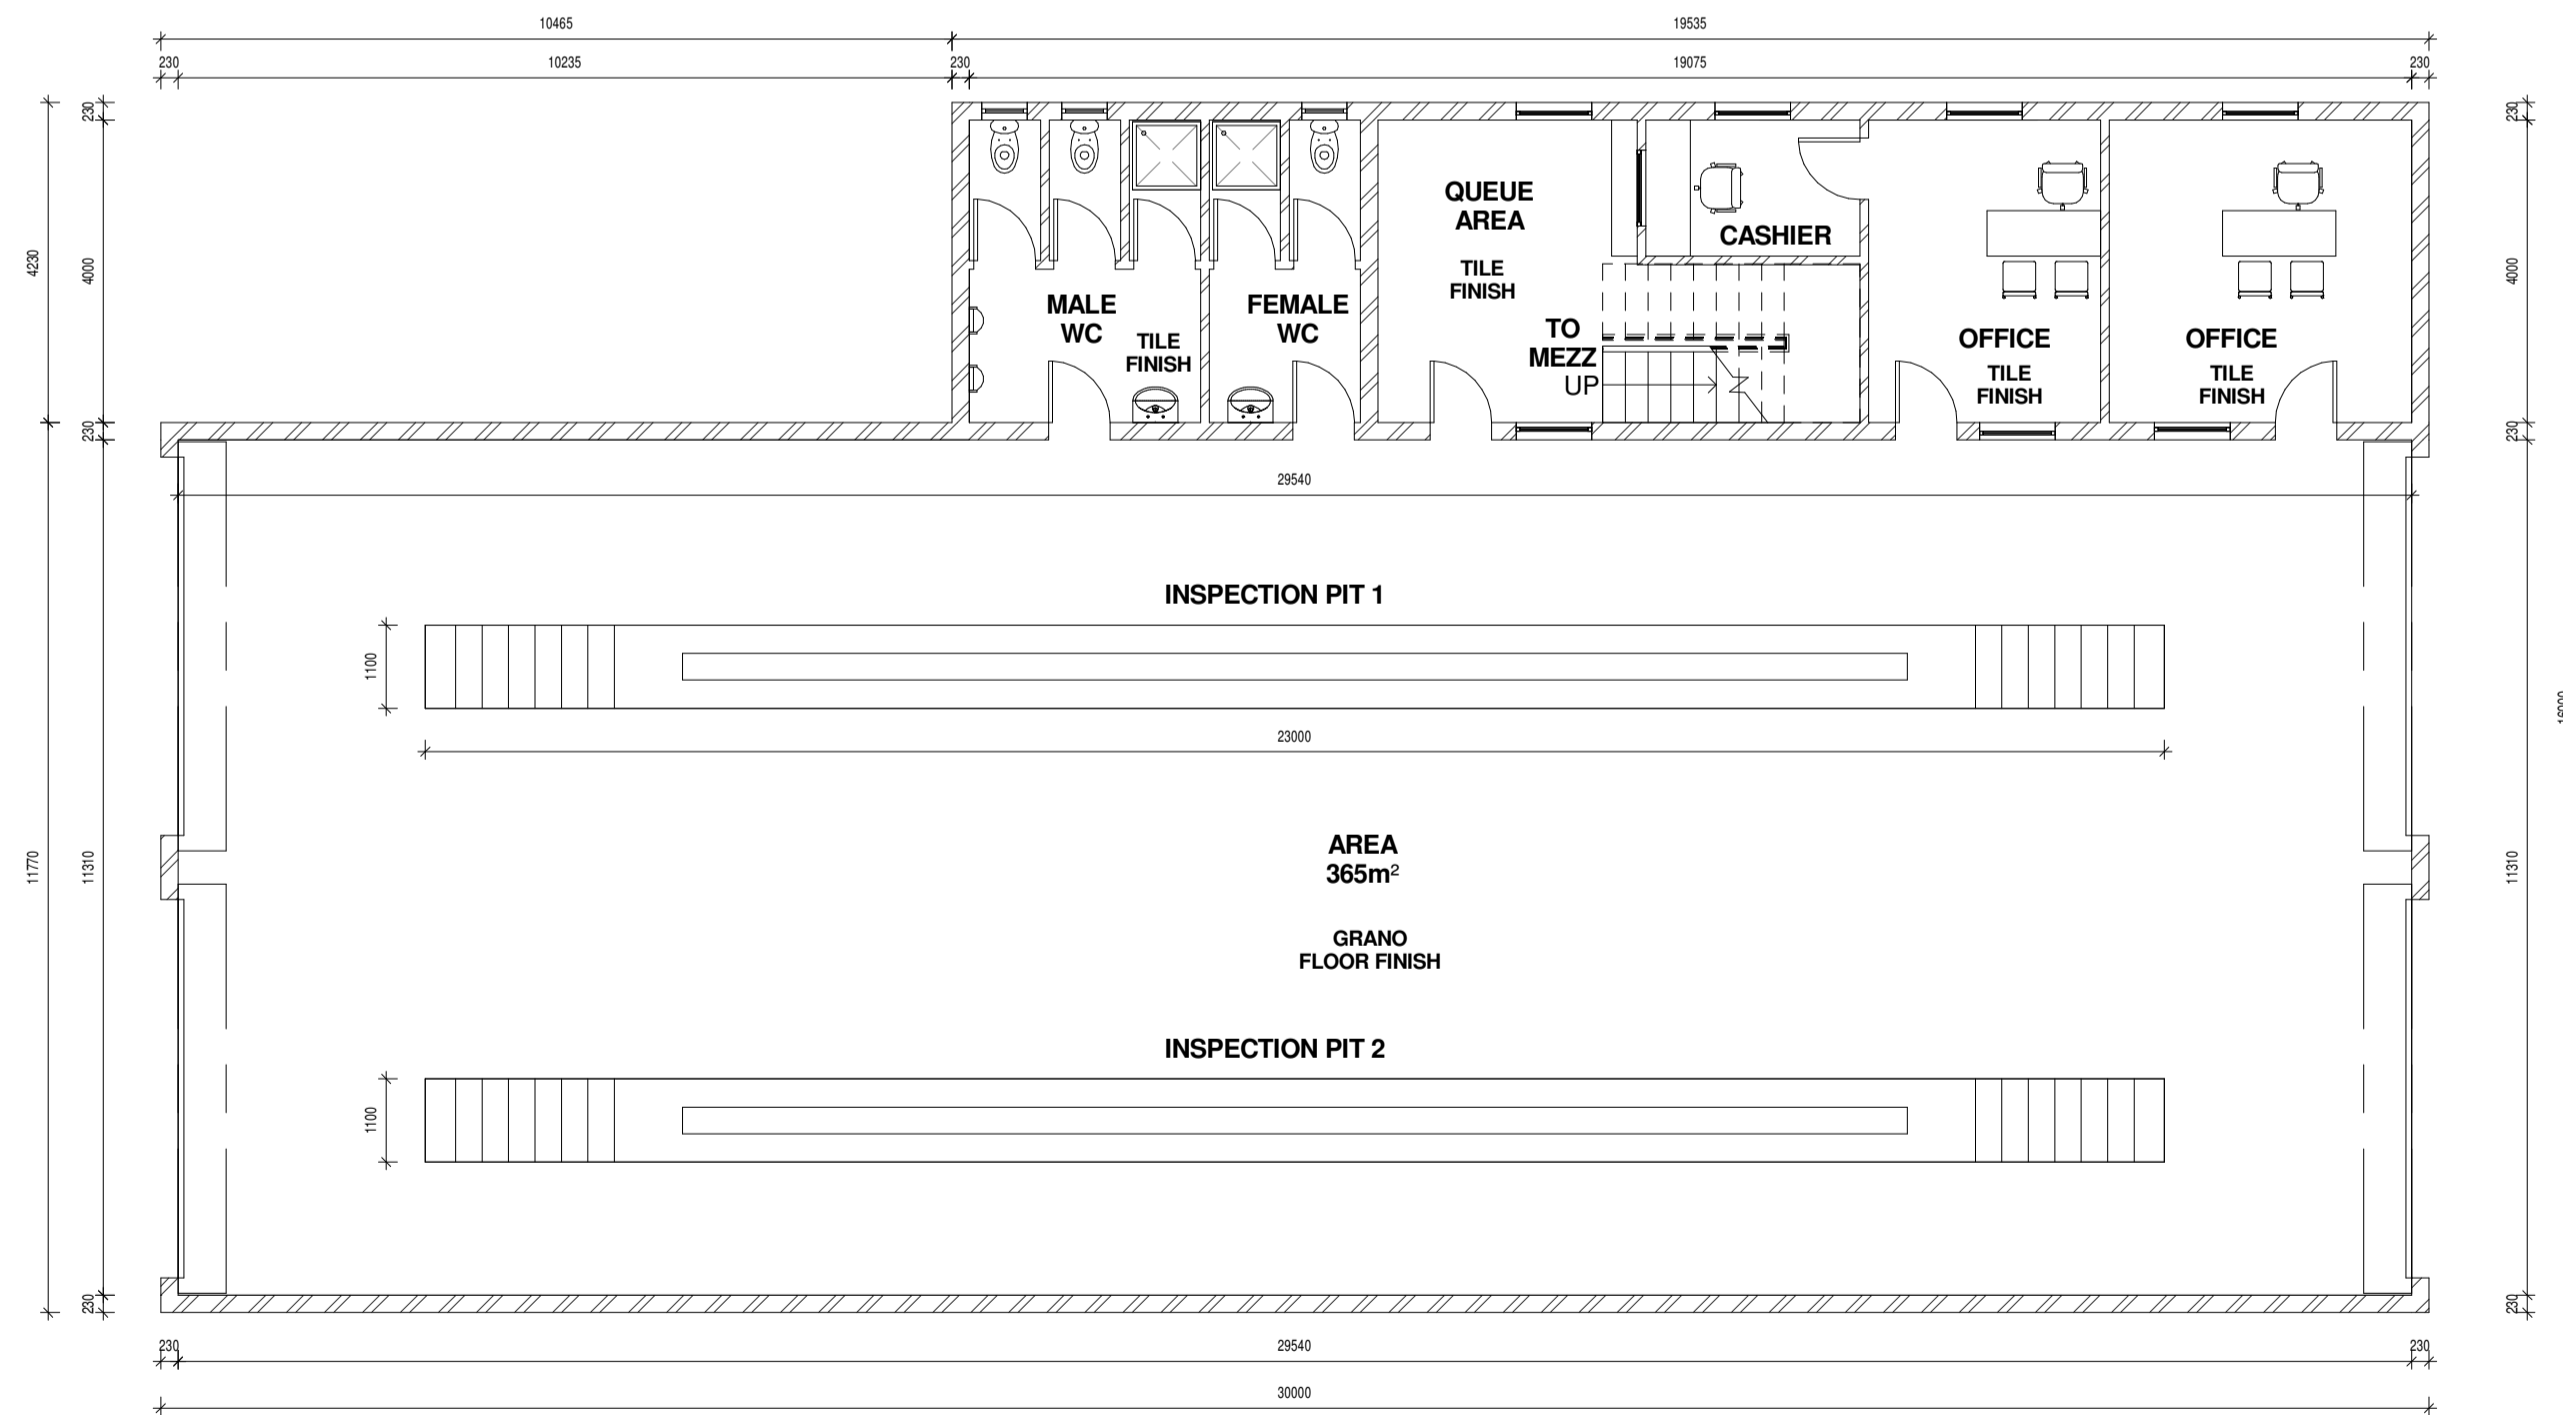 10465
19535
230
10235
230
19075
230
230
4230
4000
230
11770
11310
230
230
4000
230
11310
230
QUEUE
AREA
TILE
FINISH
CASHIER
MALE
WC
TILE
FINISH
FEMALE
WC
TO
MEZZ
UP
OFFICE
TILE
FINISH
OFFICE
TILE
FINISH
29540
INSPECTION PIT 1
1100
23000
AREA
365m²
GRANO
FLOOR FINISH
INSPECTION PIT 2
1100
230
29540
230
30000